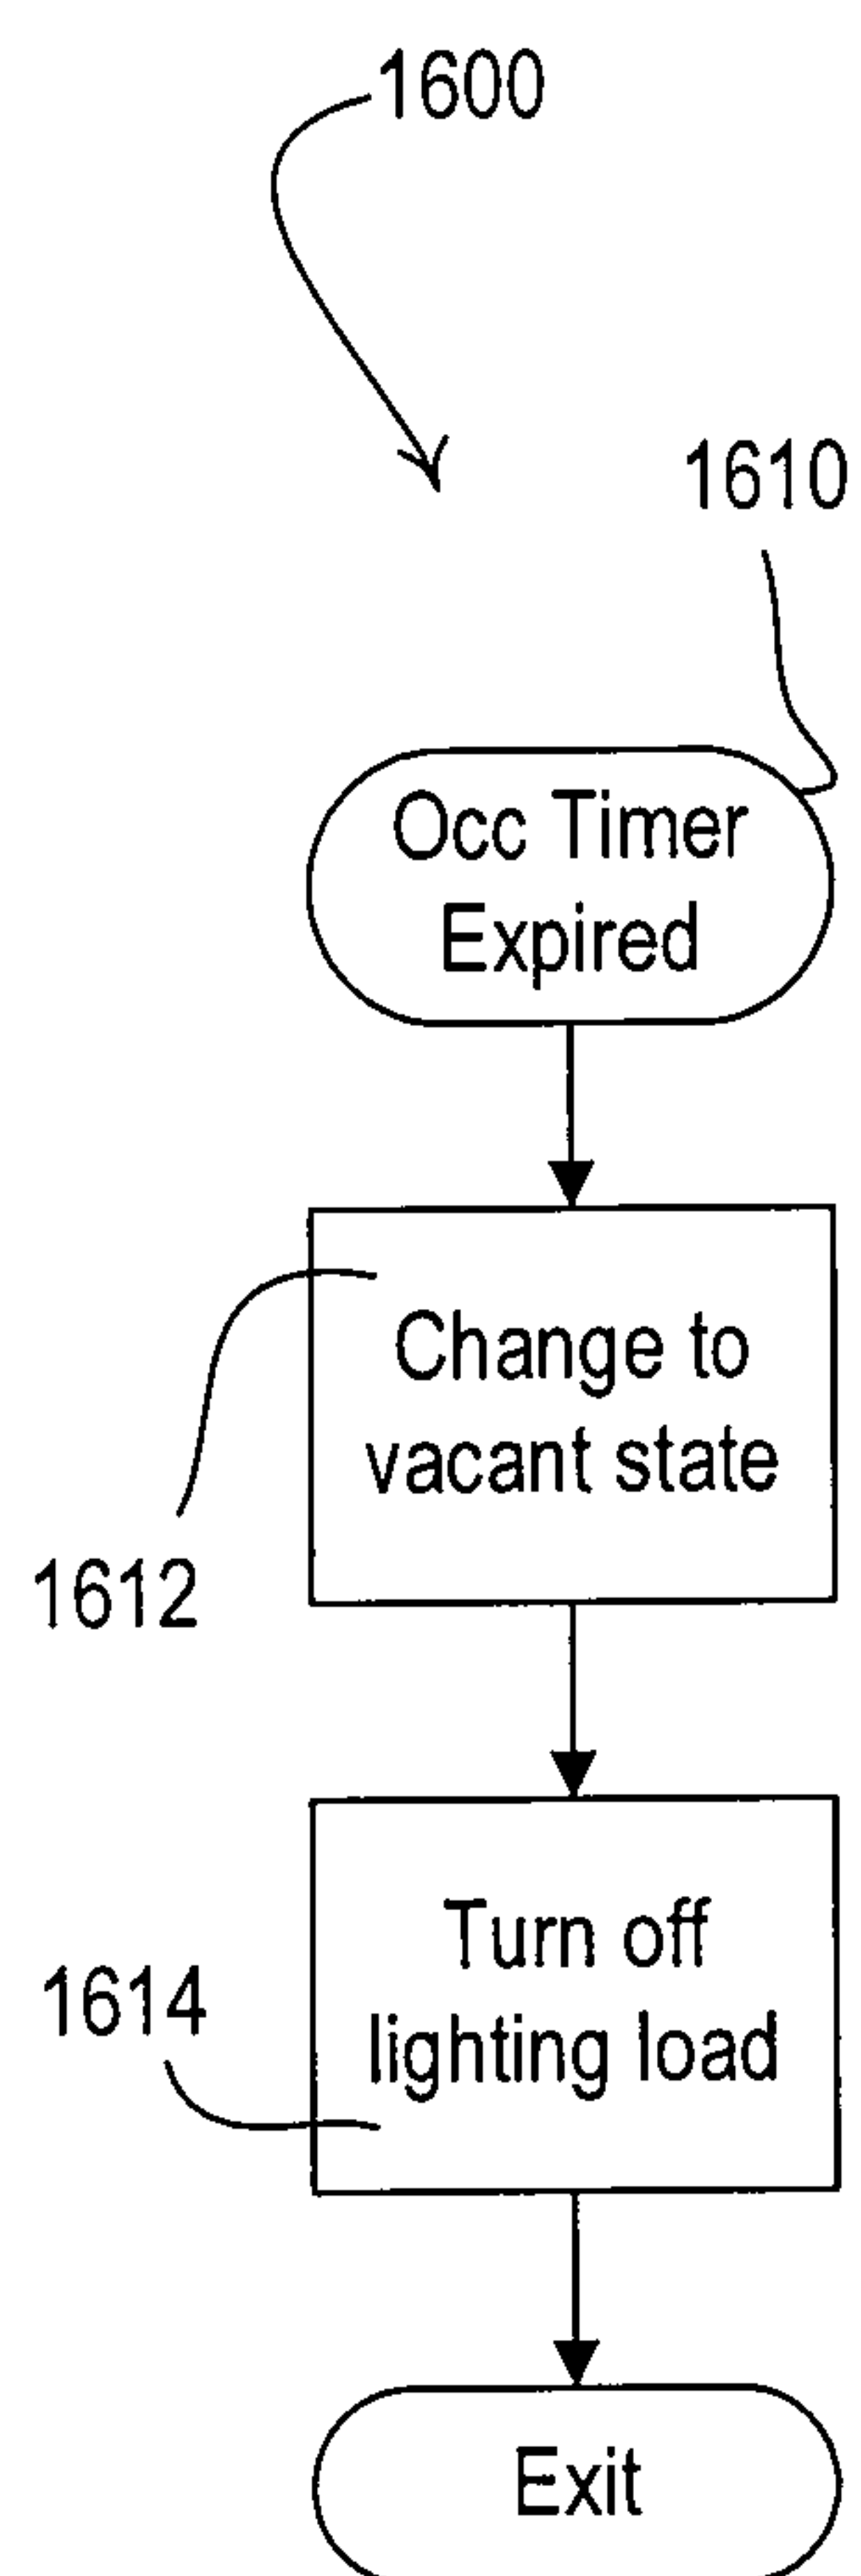 1600
1610
Occ Timer
Expired
Change to
vacant state
1612
Turn off
lighting load
1614
Exit